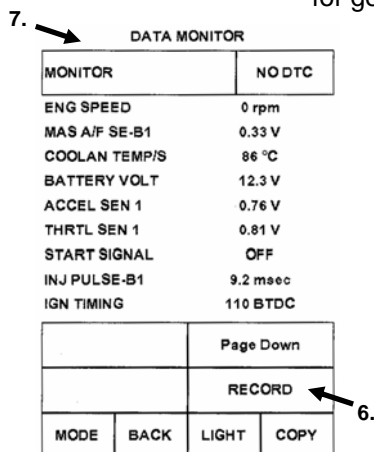 for go
7.
DATA MONITOR
MONITOR NO DTC
ENG SPEED 0 rpm
MAS A/F SE-B1 0.33 V
COOLAN TEMP/S 86 °C
BATTERY VOLT 12.3 V
ACCEL SEN 1 0.76 V
THRTL SEN 1 0.81 V
START SIGNAL OFF
INJ PULSE-B1 9.2 msec
IGN TIMING 110 BTDC
Page Down
RECORD
6.
MODE BACK LIGHT COPY